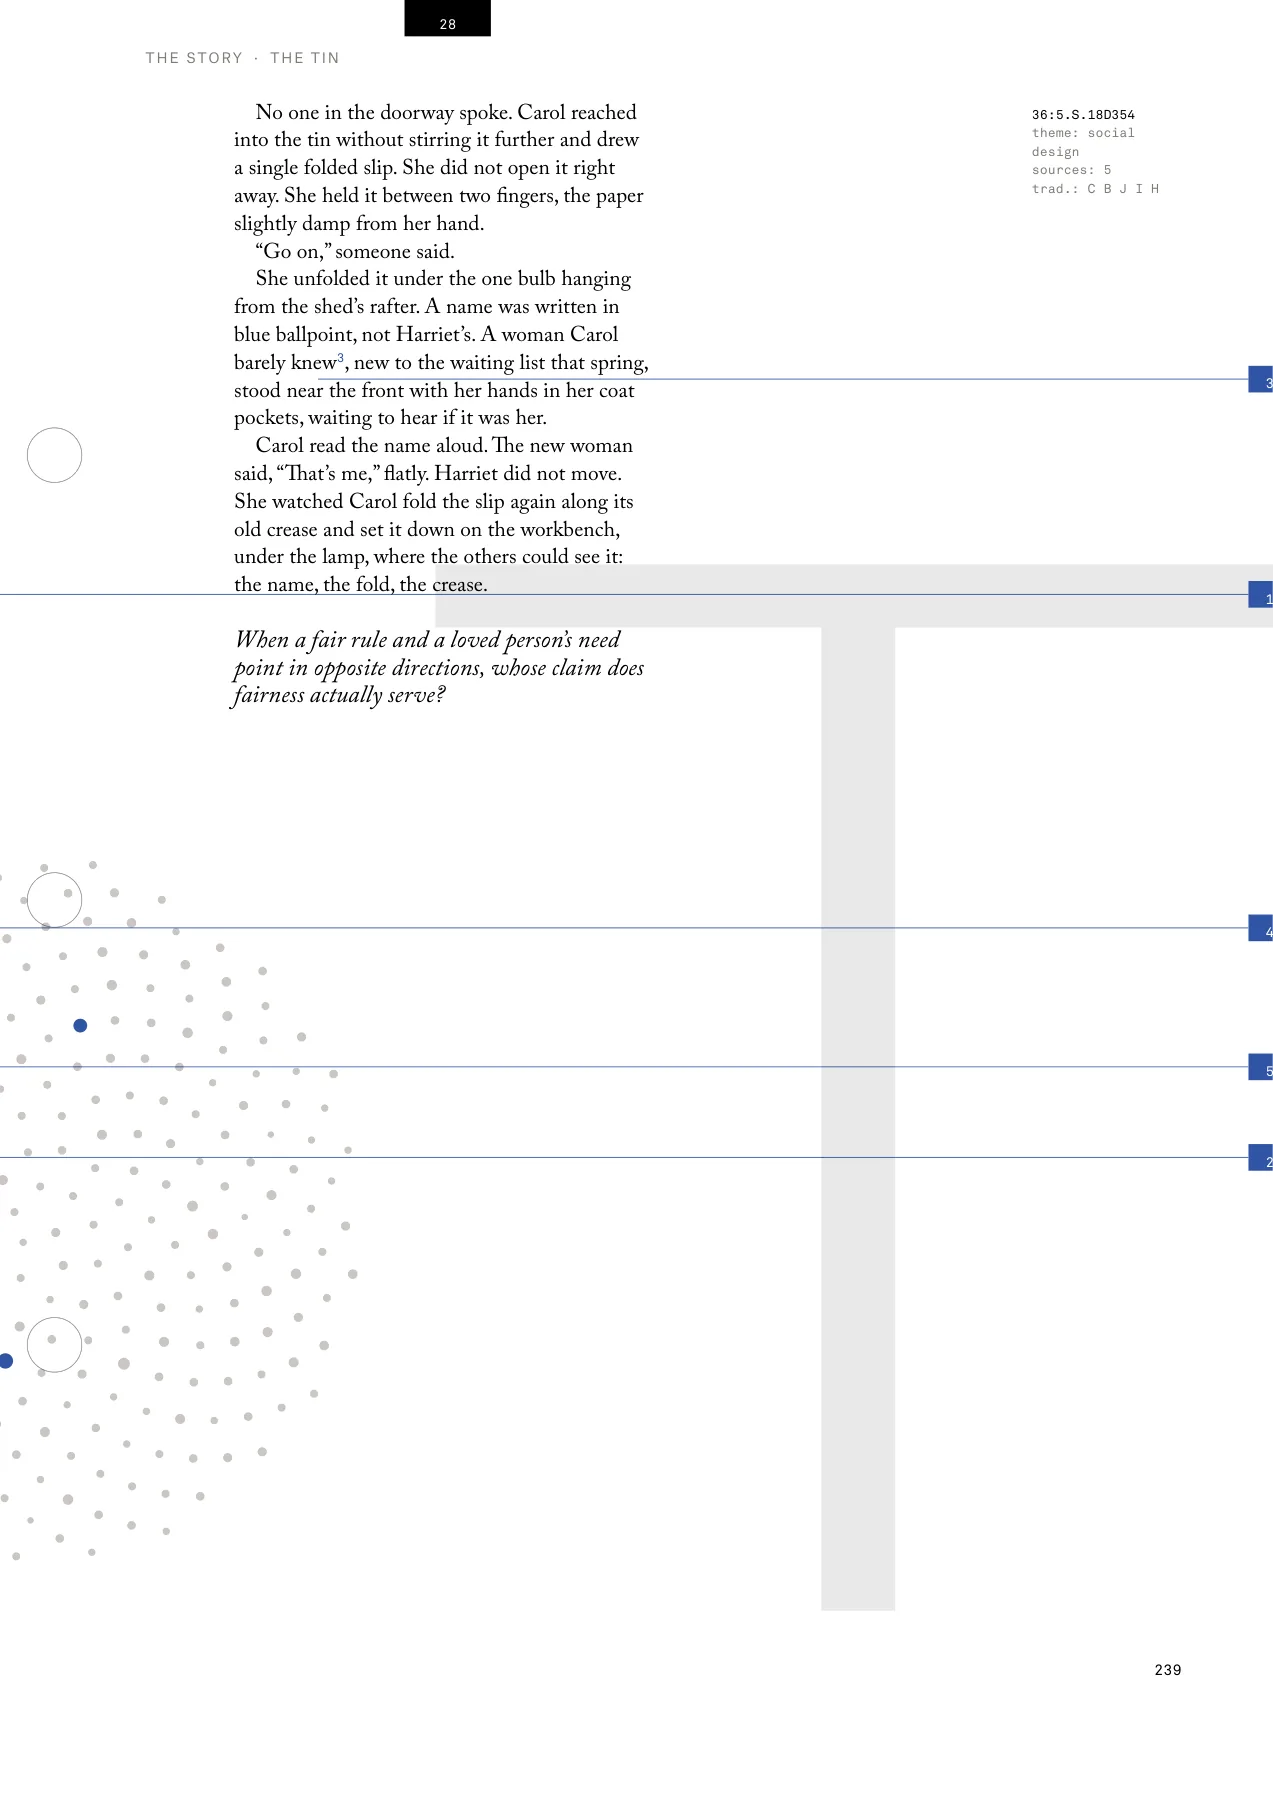 28
THE STORY · THE TIN
No one in the doorway spoke. Carol reached
into the tin without stirring it further and drew
a single folded slip. She did not open it right
away. She held it between two fingers, the paper
slightly damp from her hand.
“Go on,” someone said.
She unfolded it under the one bulb hanging
from the shed’s rafter. A name was written in
blue ballpoint, not Harriet’s. A woman Carol
barely knew3, new to the waiting list that spring,
stood near the front with her hands in her coat
pockets, waiting to hear if it was her.
Carol read the name aloud. The new woman
said, “That’s me,” flatly. Harriet did not move.
She watched Carol fold the slip again along its
old crease and set it down on the workbench,
under the lamp, where the others could see it:
the name, the fold, the crease.
When a fair rule and a loved person’s need
point in opposite directions, whose claim does
fairness actually serve?
36:5.S.18D354
theme: social
design
sources: 5
trad.: C B J I H
3
1
4
5
2
239